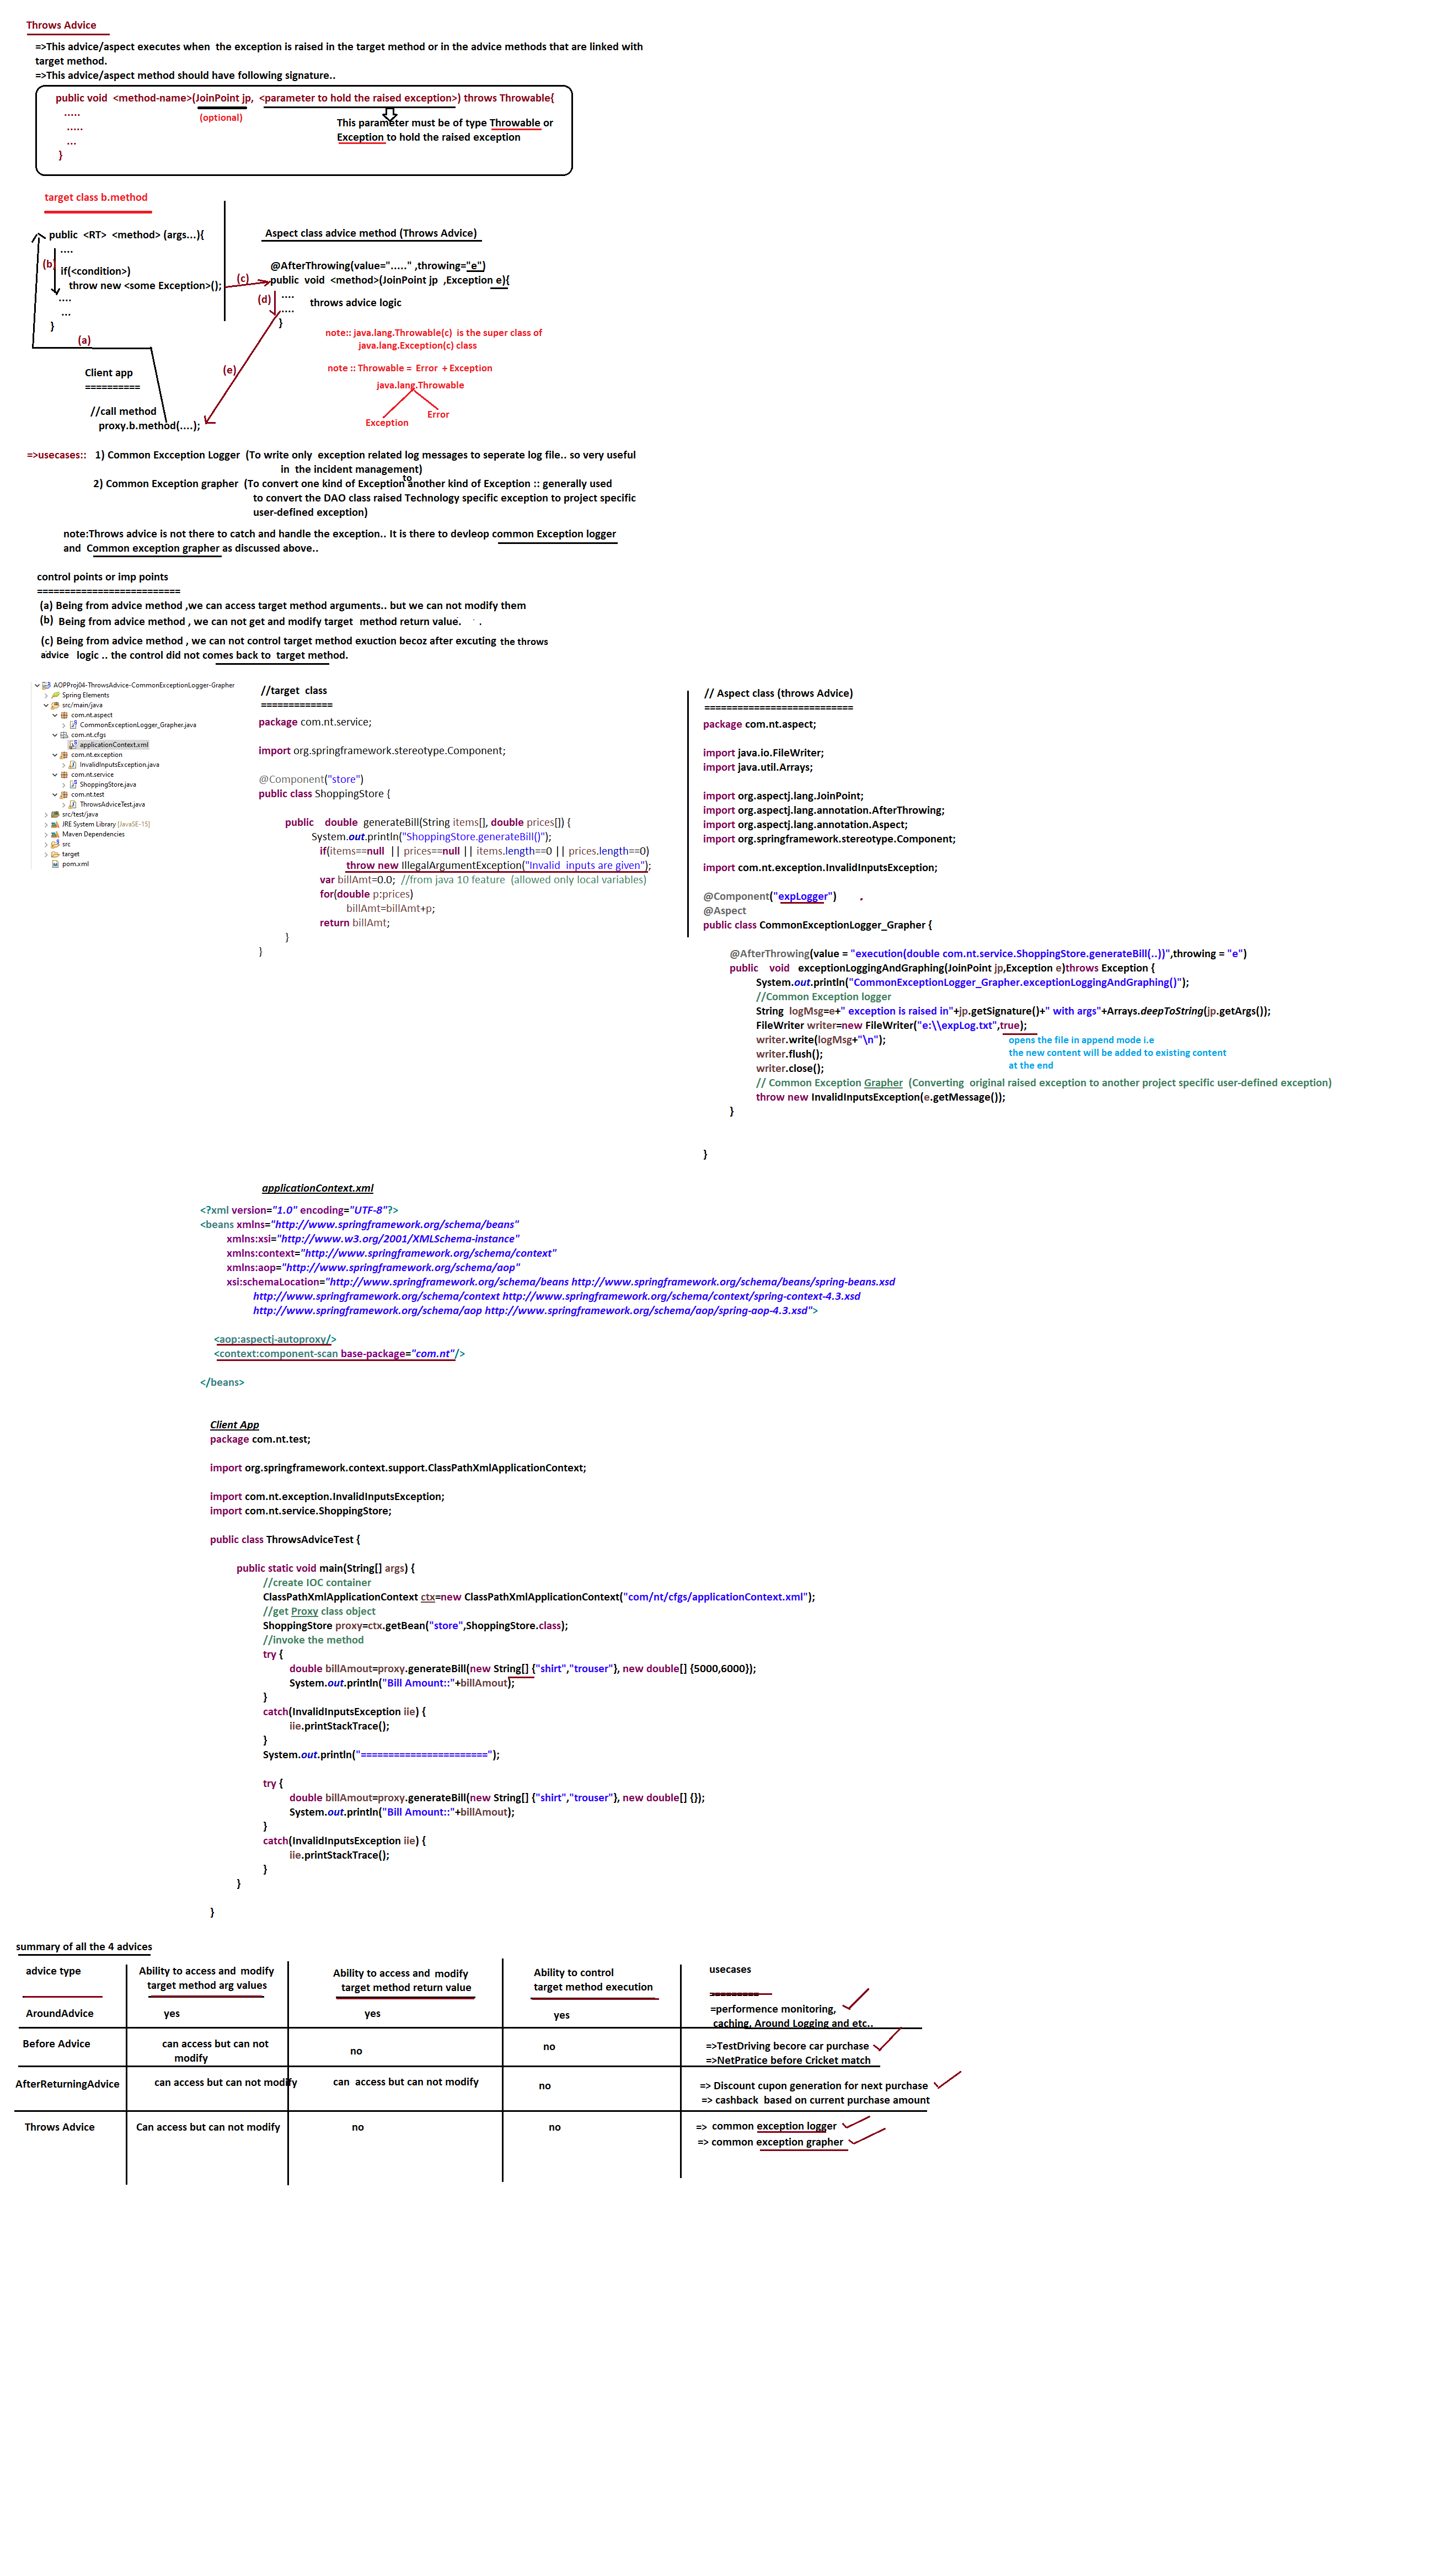 Throws Advice
=>This advice/aspect executes when the exception is raised in the target method or in the advice methods that are linked with
target method.
=>This advice/aspect method should have following signature..
public void <method-name>(JoinPoint jp, <parameter to hold the raised exception>) throws Throwable{
.....
(optional)
This parameter must be of type Throwable or
.....
Exception to hold the raised exception
...
}
target class b.method
public <RT> <method> (args...){
....
(b)
if(<condition>)
throw new <some Exception>();
....
...
}
(a)
Aspect class advice method (Throws Advice)
@AfterThrowing(value="....." ,throwing="e")
(c)
public void <method>(JoinPoint jp ,Exception e){
(d)
....
throws advice logic
....
}
note:: java.lang.Throwable(c) is the super class of
java.lang.Exception(c) class
(e)
note :: Throwable = Error + Exception
java.lang.Throwable
Exception
Error
Client app
==========
//call method
proxy.b.method(....);
=>usecases:: 1) Common Excception Logger (To write only exception related log messages to seperate log file.. so very useful
in the incident management)
to
2) Common Exception grapher (To convert one kind of Exception another kind of Exception :: generally used
to convert the DAO class raised Technology specific exception to project specific
user-defined exception)
note:Throws advice is not there to catch and handle the exception.. It is there to devleop common Exception logger
and Common exception grapher as discussed above..
control points or imp points
==========================
(a) Being from advice method ,we can access target method arguments.. but we can not modify them
(b) Being from advice method , we can not get and modify target method return value. .
(c) Being from advice method , we can not control target method exuction becoz after excuting the throws
advice logic .. the control did not comes back to target method.
AOPProj04-ThrowsAdvice-CommonExceptionLogger-Grapher
Spring Elements
src/main/java
com.nt.aspect
CommonExceptionLogger_Grapher.java
com.nt.cfgs
applicationContext.xml
com.nt.exception
InvalidInputsException.java
com.nt.service
ShoppingStore.java
com.nt.test
ThrowsAdviceTest.java
src/test/java
JRE System Library [JavaSE-15]
Maven Dependencies
src
target
pom.xml
//target class
=============
package com.nt.service;
import org.springframework.stereotype.Component;
@Component("store")
public class ShoppingStore {
public double generateBill(String items[], double prices[]) {
System.out.println("ShoppingStore.generateBill()");
if(items==null || prices==null || items.length==0 || prices.length==0)
throw new IllegalArgumentException("Invalid inputs are given");
var billAmt=0.0; //from java 10 feature (allowed only local variables)
for(double p:prices)
billAmt=billAmt+p;
return billAmt;
}
}
// Aspect class (throws Advice)
===========================
package com.nt.aspect;
import java.io.FileWriter;
import java.util.Arrays;
import org.aspectj.lang.JoinPoint;
import org.aspectj.lang.annotation.AfterThrowing;
import org.aspectj.lang.annotation.Aspect;
import org.springframework.stereotype.Component;
import com.nt.exception.InvalidInputsException;
@Component("expLogger")
@Aspect
public class CommonExceptionLogger_Grapher {
@AfterThrowing(value = "execution(double com.nt.service.ShoppingStore.generateBill(..))",throwing = "e")
public void exceptionLoggingAndGraphing(JoinPoint jp,Exception e)throws Exception {
System.out.println("CommonExceptionLogger_Grapher.exceptionLoggingAndGraphing()");
//Common Exception logger
String logMsg=e+" exception is raised in"+jp.getSignature()+" with args"+Arrays.deepToString(jp.getArgs());
FileWriter writer=new FileWriter("e:\\expLog.txt",true);
writer.write(logMsg+"\n");
opens the file in append mode i.e
writer.flush();
the new content will be added to existing content
writer.close();
at the end
// Common Exception Grapher (Converting original raised exception to another project specific user-defined exception)
throw new InvalidInputsException(e.getMessage());
}
}
applicationContext.xml
<?xml version="1.0" encoding="UTF-8"?>
<beans xmlns="http://www.springframework.org/schema/beans"
xmlns:xsi="http://www.w3.org/2001/XMLSchema-instance"
xmlns:context="http://www.springframework.org/schema/context"
xmlns:aop="http://www.springframework.org/schema/aop"
xsi:schemaLocation="http://www.springframework.org/schema/beans http://www.springframework.org/schema/beans/spring-beans.xsd
http://www.springframework.org/schema/context http://www.springframework.org/schema/context/spring-context-4.3.xsd
http://www.springframework.org/schema/aop http://www.springframework.org/schema/aop/spring-aop-4.3.xsd">
<aop:aspectj-autoproxy/>
<context:component-scan base-package="com.nt"/>
</beans>
Client App
package com.nt.test;
import org.springframework.context.support.ClassPathXmlApplicationContext;
import com.nt.exception.InvalidInputsException;
import com.nt.service.ShoppingStore;
public class ThrowsAdviceTest {
public static void main(String[] args) {
//create IOC container
ClassPathXmlApplicationContext ctx=new ClassPathXmlApplicationContext("com/nt/cfgs/applicationContext.xml");
//get Proxy class object
ShoppingStore proxy=ctx.getBean("store",ShoppingStore.class);
//invoke the method
try {
double billAmout=proxy.generateBill(new String[] {"shirt","trouser"}, new double[] {5000,6000});
System.out.println("Bill Amount::"+billAmout);
}
catch(InvalidInputsException iie) {
iie.printStackTrace();
}
System.out.println("=======================");
try {
double billAmout=proxy.generateBill(new String[] {"shirt","trouser"}, new double[] {});
System.out.println("Bill Amount::"+billAmout);
}
catch(InvalidInputsException iie) {
iie.printStackTrace();
}
}
}
summary of all the 4 advices
advice type
Ability to access and modify
target method arg values
Ability to access and modify
target method return value
Ability to control
target method execution
usecases
=========
AroundAdvice
yes
yes
yes
=performence monitoring,
caching, Around Logging and etc..
Before Advice
can access but can not
modify
no
no
=>TestDriving becore car purchase
=>NetPratice before Cricket match
AfterReturningAdvice
can access but can not modify
can access but can not modify
no
=> Discount cupon generation for next purchase
=> cashback based on current purchase amount
Throws Advice
Can access but can not modify
no
no
=> common exception logger
=> common exception grapher